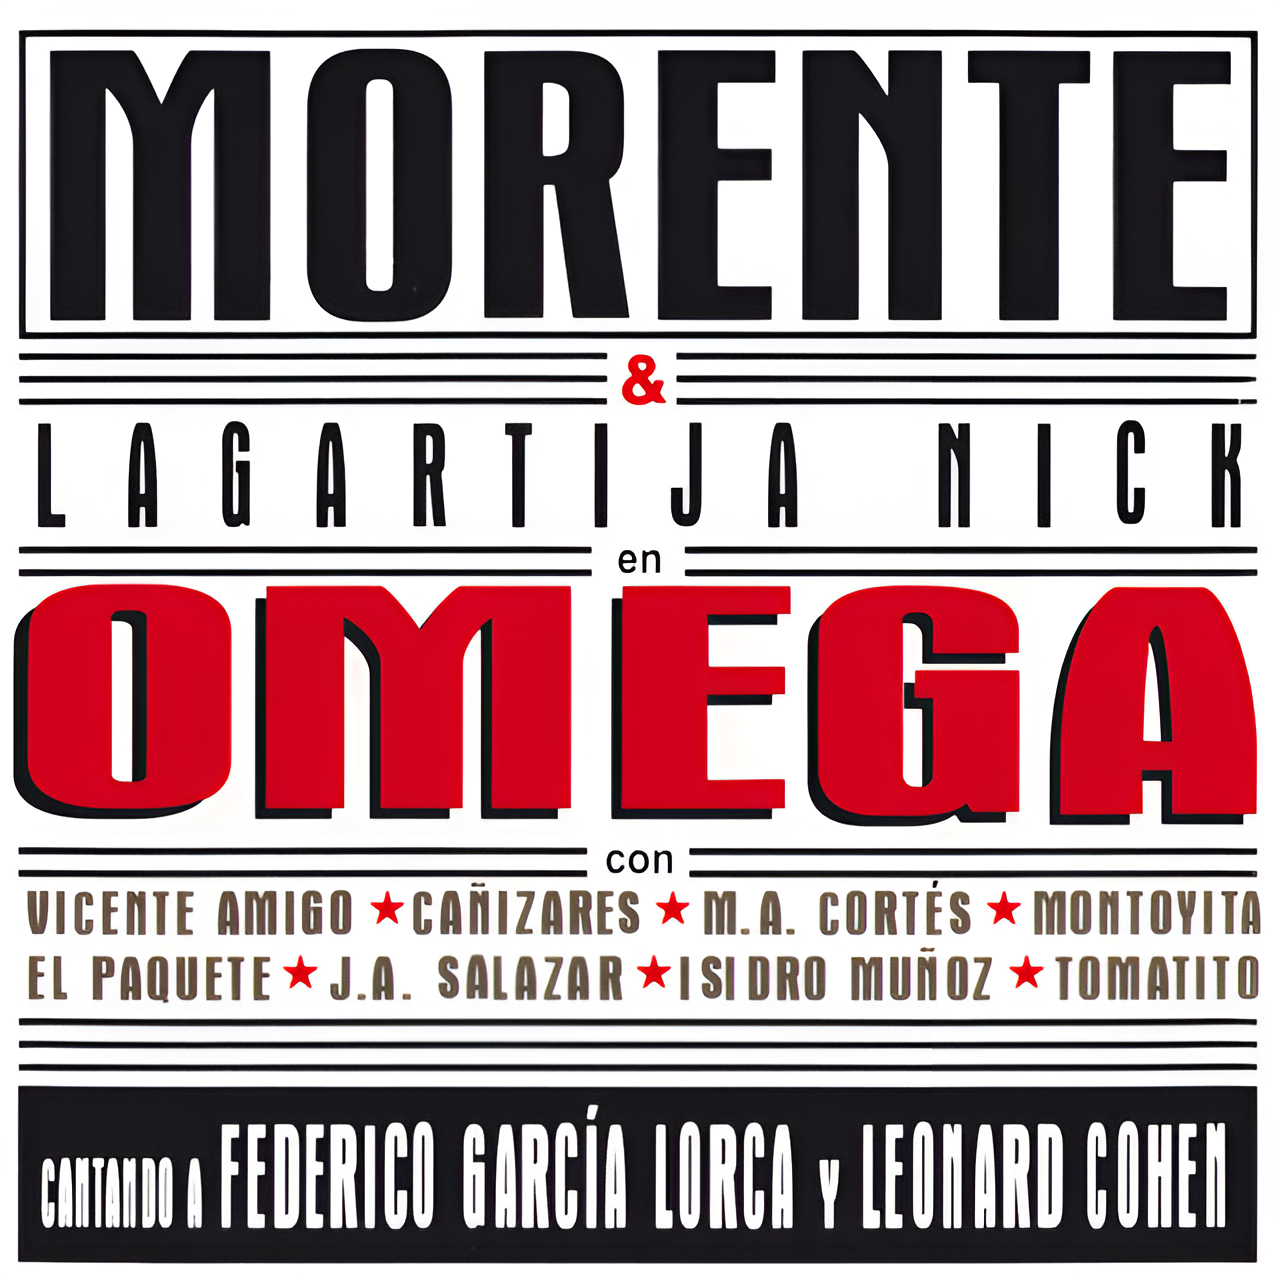 MORENTE
&
LAGARTIJA NICK
en
OMEGA
con
VICENTE AMIGO ★ CAÑIZARES ★ M.A. CORTÉS ★ MONTOYITA
EL PAQUETE ★ J.A. SALAZAR ★ ISIDRO MUÑOZ ★ TOMATITO
CANTANDO A FEDERICO GARCÍA LORCA Y LEONARD COHEN